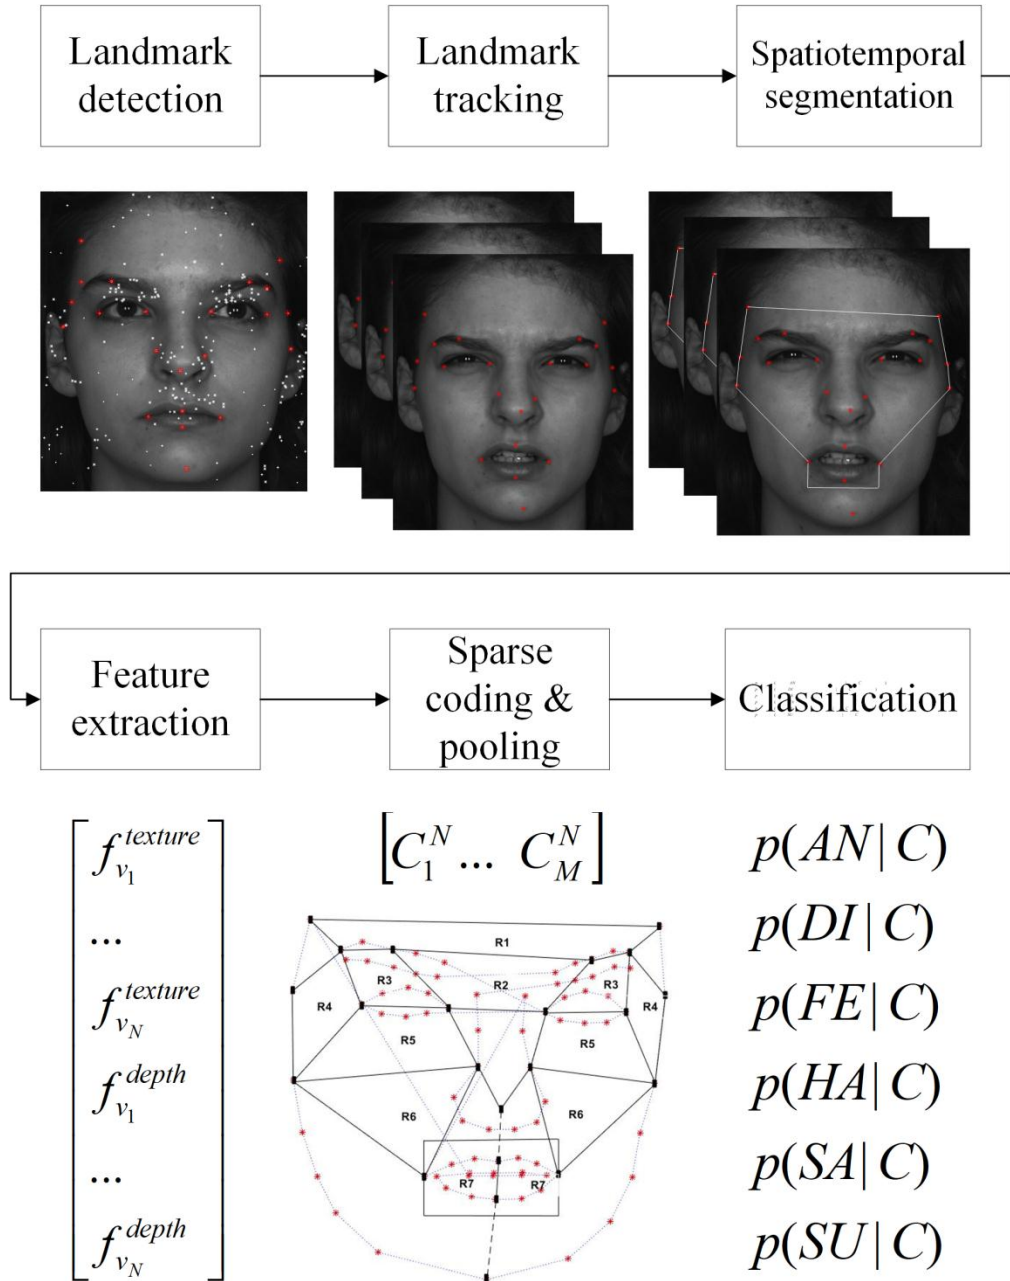 Landmark
detection
Landmark
tracking
Spatiotemporal
segmentation
Feature
extraction
Sparse
coding &
pooling
Classification
f_{v_1}^{texture}
...
f_{v_N}^{texture}
f_{v_1}^{depth}
...
f_{v_N}^{depth}
[C_1^N ... C_M^N]
R1
R3
R2
R3
R4
R4
R5
R5
R6
R6
R7
R7
p(AN | C)
p(DI | C)
p(FE | C)
p(HA | C)
p(SA | C)
p(SU | C)